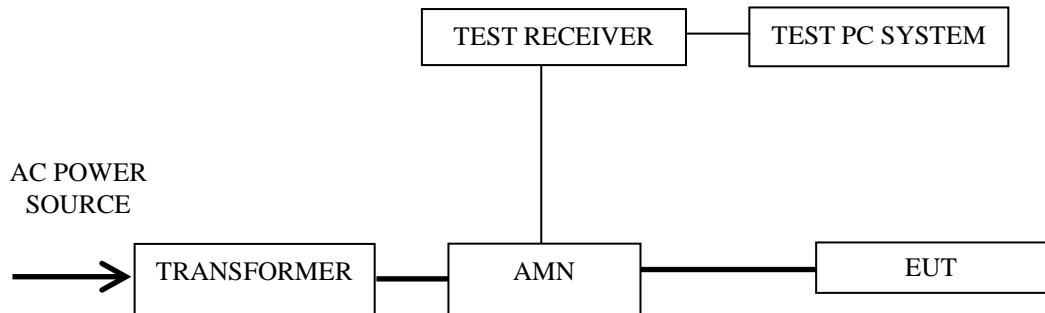 TEST RECEIVER
TEST PC SYSTEM
AC POWER
SOURCE
TRANSFORMER
AMN
EUT